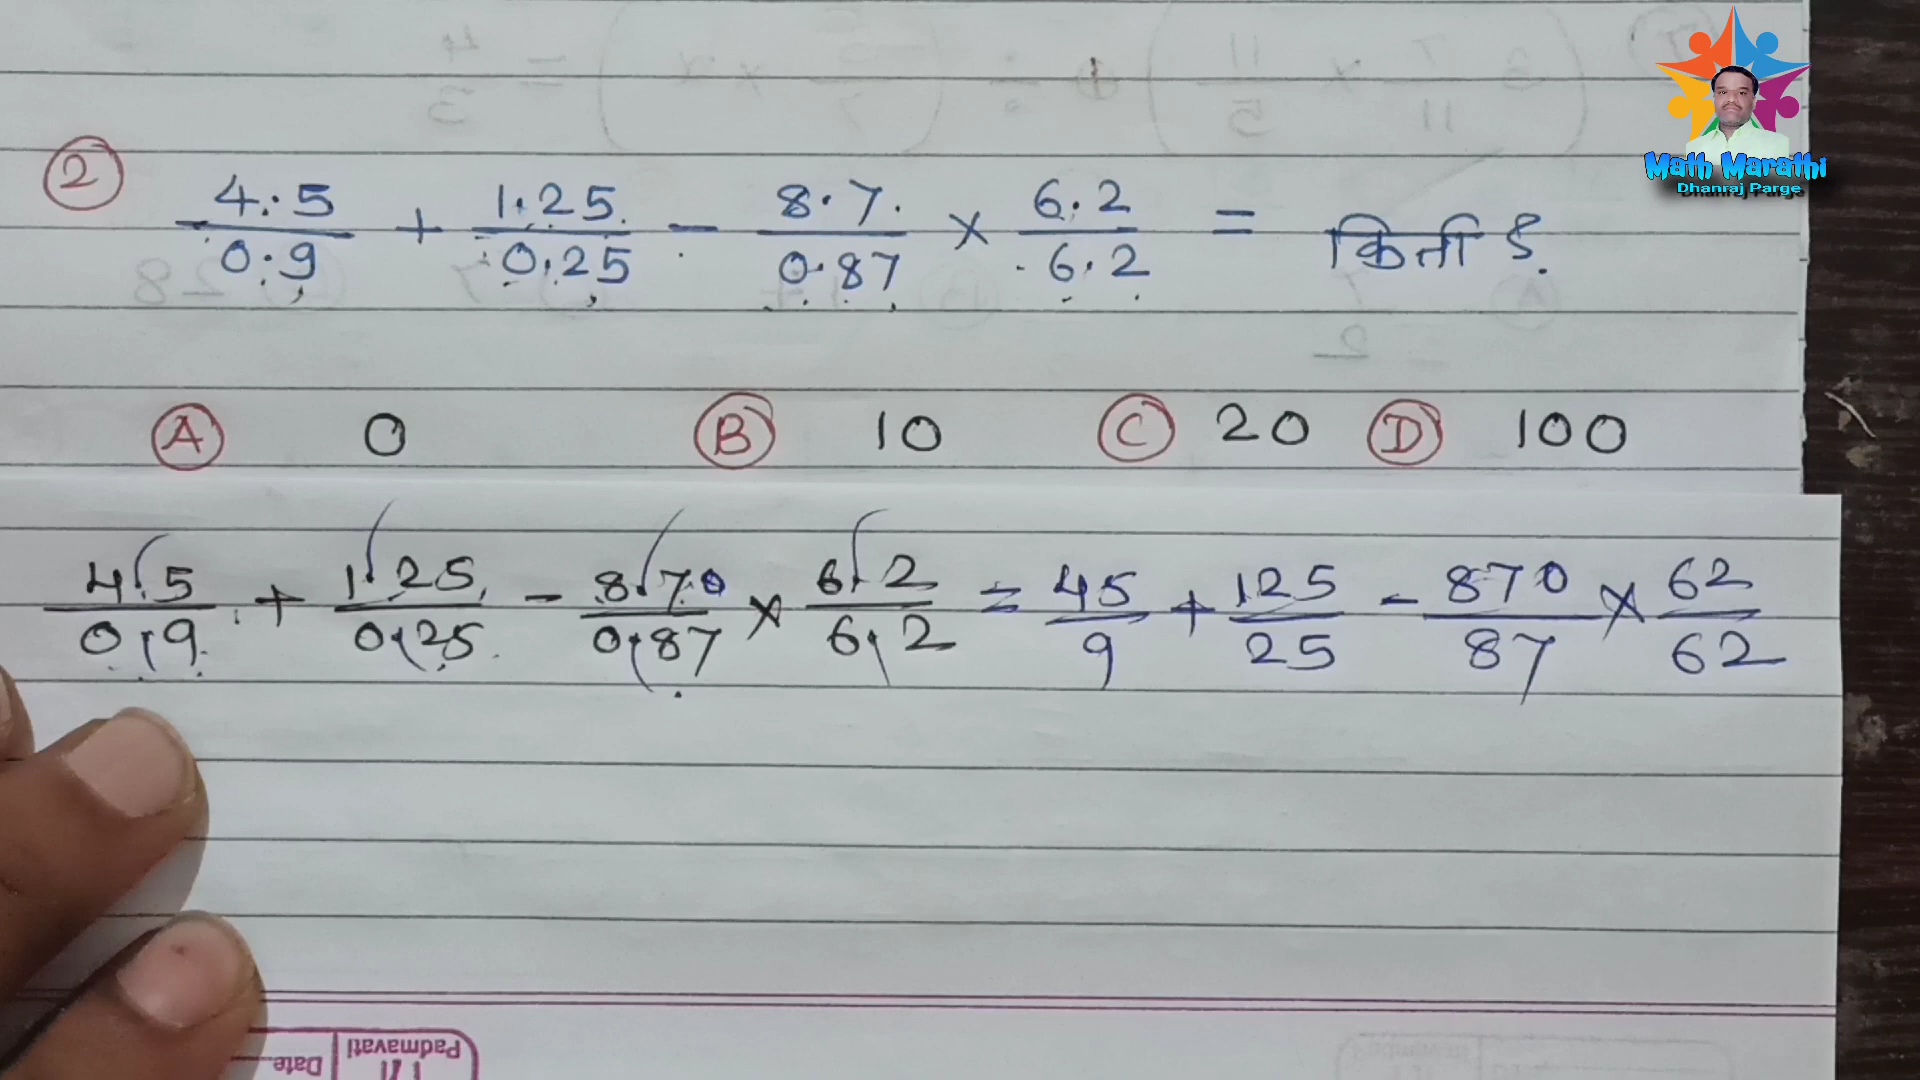 Math Marathi
Dhanraj Parge
2 4.5/0.9 + 1.25/0.25 - 8.7/0.87 × 6.2/6.2 = किती ?
A 0 B 10 C 20 D 100
4.5/0.9 + 1.25/0.25 - 8.70/0.87 × 6.2/6.2 = 45/9 + 125/25 - 870/87 × 62/62
Padmavati
Date